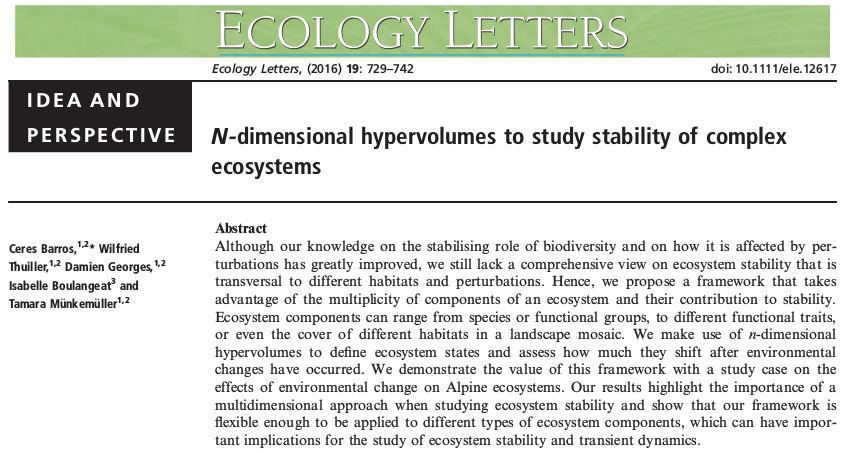 ECOLOGY LETTERS
Ecology Letters, (2016) 19: 729–742
doi: 10.1111/ele.12617
IDEA AND
PERSPECTIVE
N-dimensional hypervolumes to study stability of complex
ecosystems
Ceres Barros,1,2* Wilfried
Thuiller,1,2 Damien Georges,1,2
Isabelle Boulangeat3 and
Tamara Münkemüller1,2
Abstract
Although our knowledge on the stabilising role of biodiversity and on how it is affected by per-
turbations has greatly improved, we still lack a comprehensive view on ecosystem stability that is
transversal to different habitats and perturbations. Hence, we propose a framework that takes
advantage of the multiplicity of components of an ecosystem and their contribution to stability.
Ecosystem components can range from species or functional groups, to different functional traits,
or even the cover of different habitats in a landscape mosaic. We make use of n-dimensional
hypervolumes to define ecosystem states and assess how much they shift after environmental
changes have occurred. We demonstrate the value of this framework with a study case on the
effects of environmental change on Alpine ecosystems. Our results highlight the importance of a
multidimensional approach when studying ecosystem stability and show that our framework is
flexible enough to be applied to different types of ecosystem components, which can have impor-
tant implications for the study of ecosystem stability and transient dynamics.